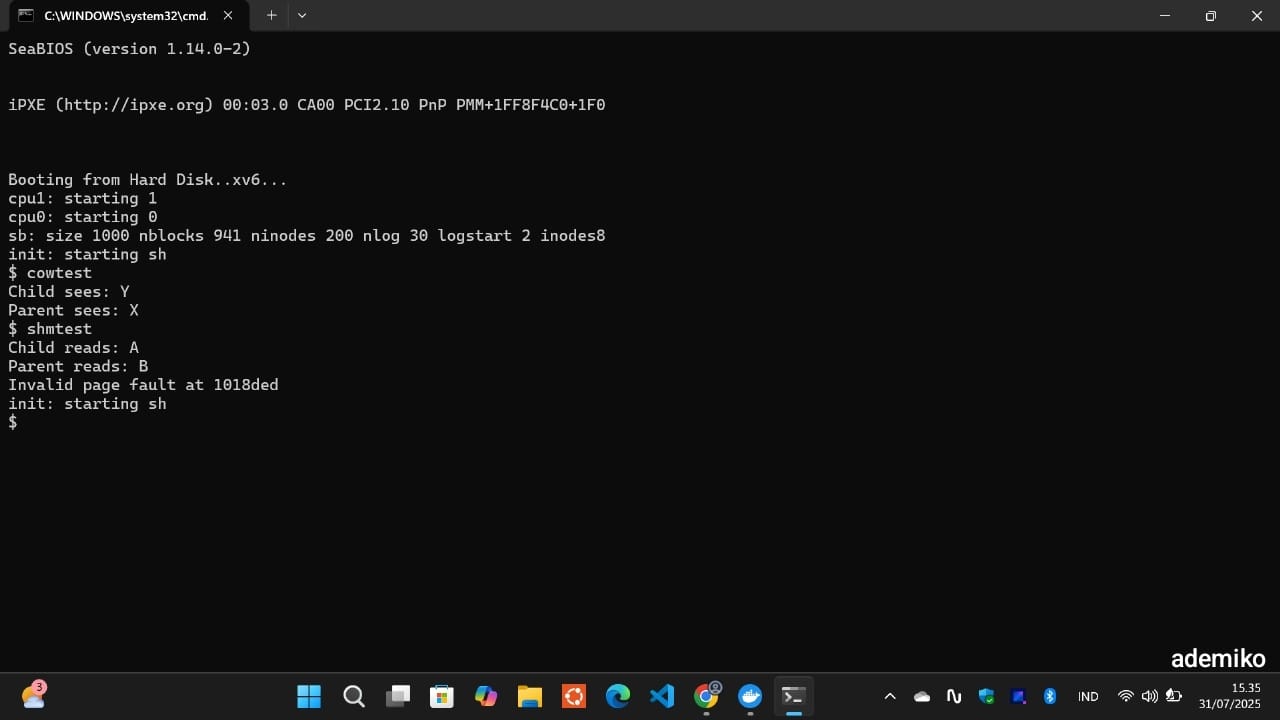 C:\WINDOWS\system32\cmd.
SeaBIOS (version 1.14.0-2)
iPXE (http://ipxe.org) 00:03.0 CA00 PCI2.10 PnP PMM+1FF8F4C0+1F0
Booting from Hard Disk..xv6...
cpu1: starting 1
cpu0: starting 0
sb: size 1000 nblocks 941 ninodes 200 nlog 30 logstart 2 inodes8
init: starting sh
$ cowtest
Child sees: Y
Parent sees: X
$ shmtest
Child reads: A
Parent reads: B
Invalid page fault at 1018ded
init: starting sh
$
ademiko
3
IND
15.35
31/07/2025